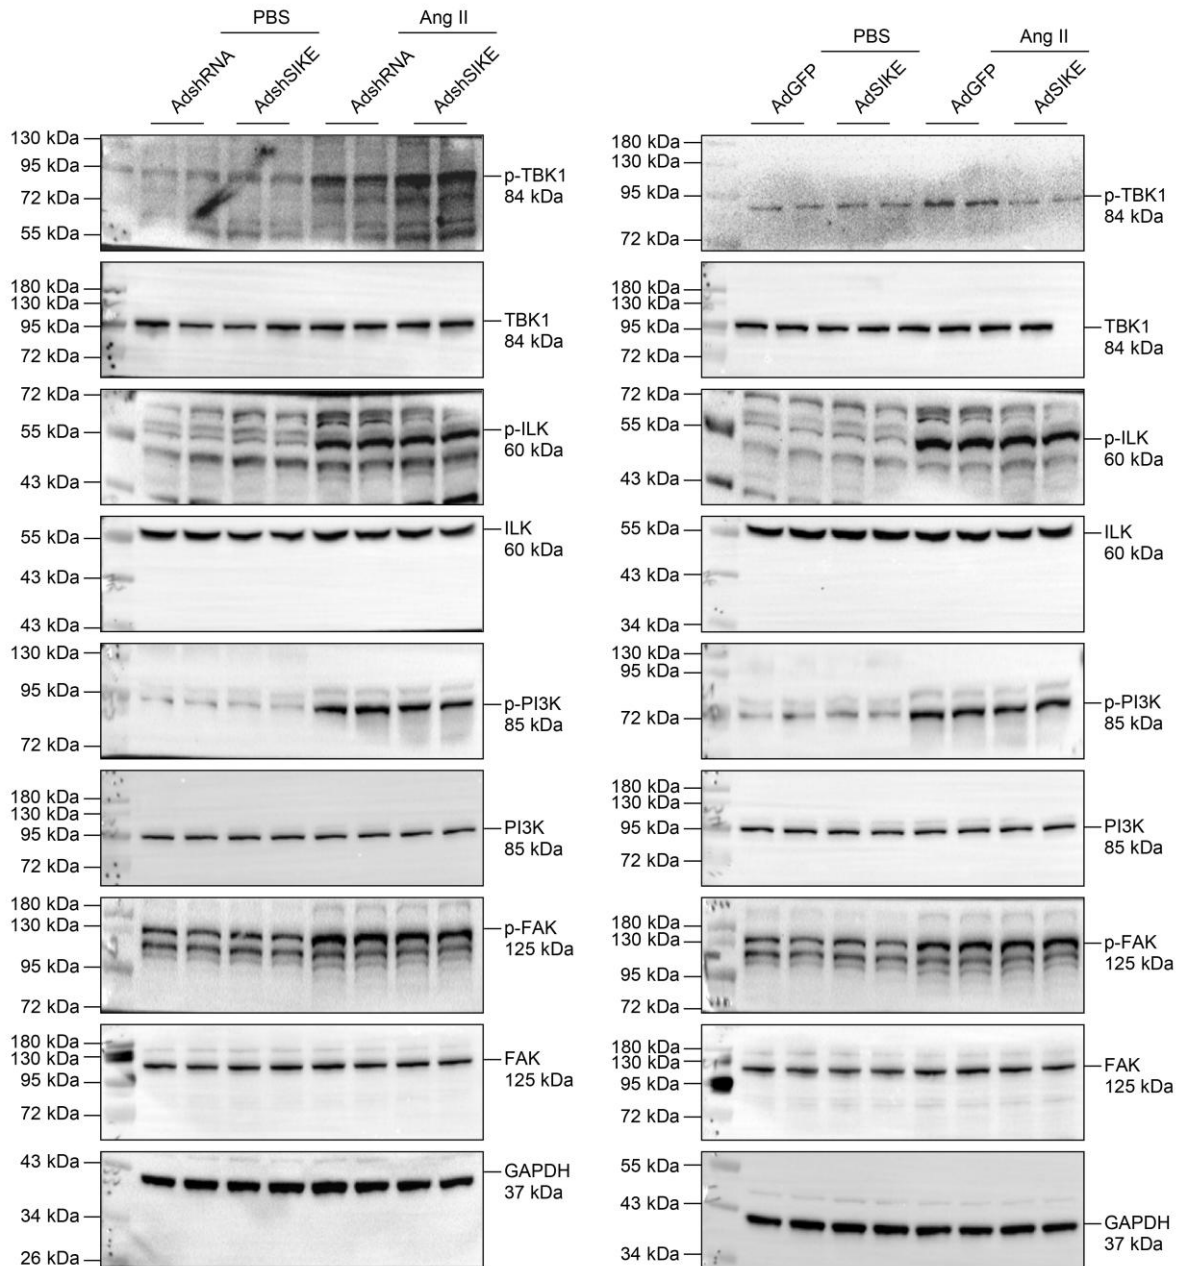 PBS
Ang II
AdshRNA
AdshSIKE
AdshRNA
AdshSIKE
130 kDa
95 kDa
72 kDa
55 kDa
p-TBK1
84 kDa
180 kDa
130 kDa
95 kDa
72 kDa
TBK1
84 kDa
72 kDa
55 kDa
43 kDa
p-ILK
60 kDa
55 kDa
43 kDa
43 kDa
ILK
60 kDa
130 kDa
95 kDa
72 kDa
p-PI3K
85 kDa
180 kDa
130 kDa
95 kDa
72 kDa
PI3K
85 kDa
180 kDa
130 kDa
95 kDa
72 kDa
p-FAK
125 kDa
180 kDa
130 kDa
95 kDa
72 kDa
FAK
125 kDa
43 kDa
34 kDa
26 kDa
GAPDH
37 kDa
PBS
Ang II
AdGFP
AdSIKE
AdGFP
AdSIKE
180 kDa
130 kDa
95 kDa
72 kDa
p-TBK1
84 kDa
180 kDa
130 kDa
95 kDa
72 kDa
TBK1
84 kDa
72 kDa
55 kDa
43 kDa
p-ILK
60 kDa
55 kDa
43 kDa
34 kDa
ILK
60 kDa
130 kDa
95 kDa
72 kDa
p-PI3K
85 kDa
180 kDa
130 kDa
95 kDa
72 kDa
PI3K
85 kDa
180 kDa
130 kDa
95 kDa
72 kDa
p-FAK
125 kDa
180 kDa
130 kDa
95 kDa
72 kDa
FAK
125 kDa
55 kDa
43 kDa
34 kDa
GAPDH
37 kDa